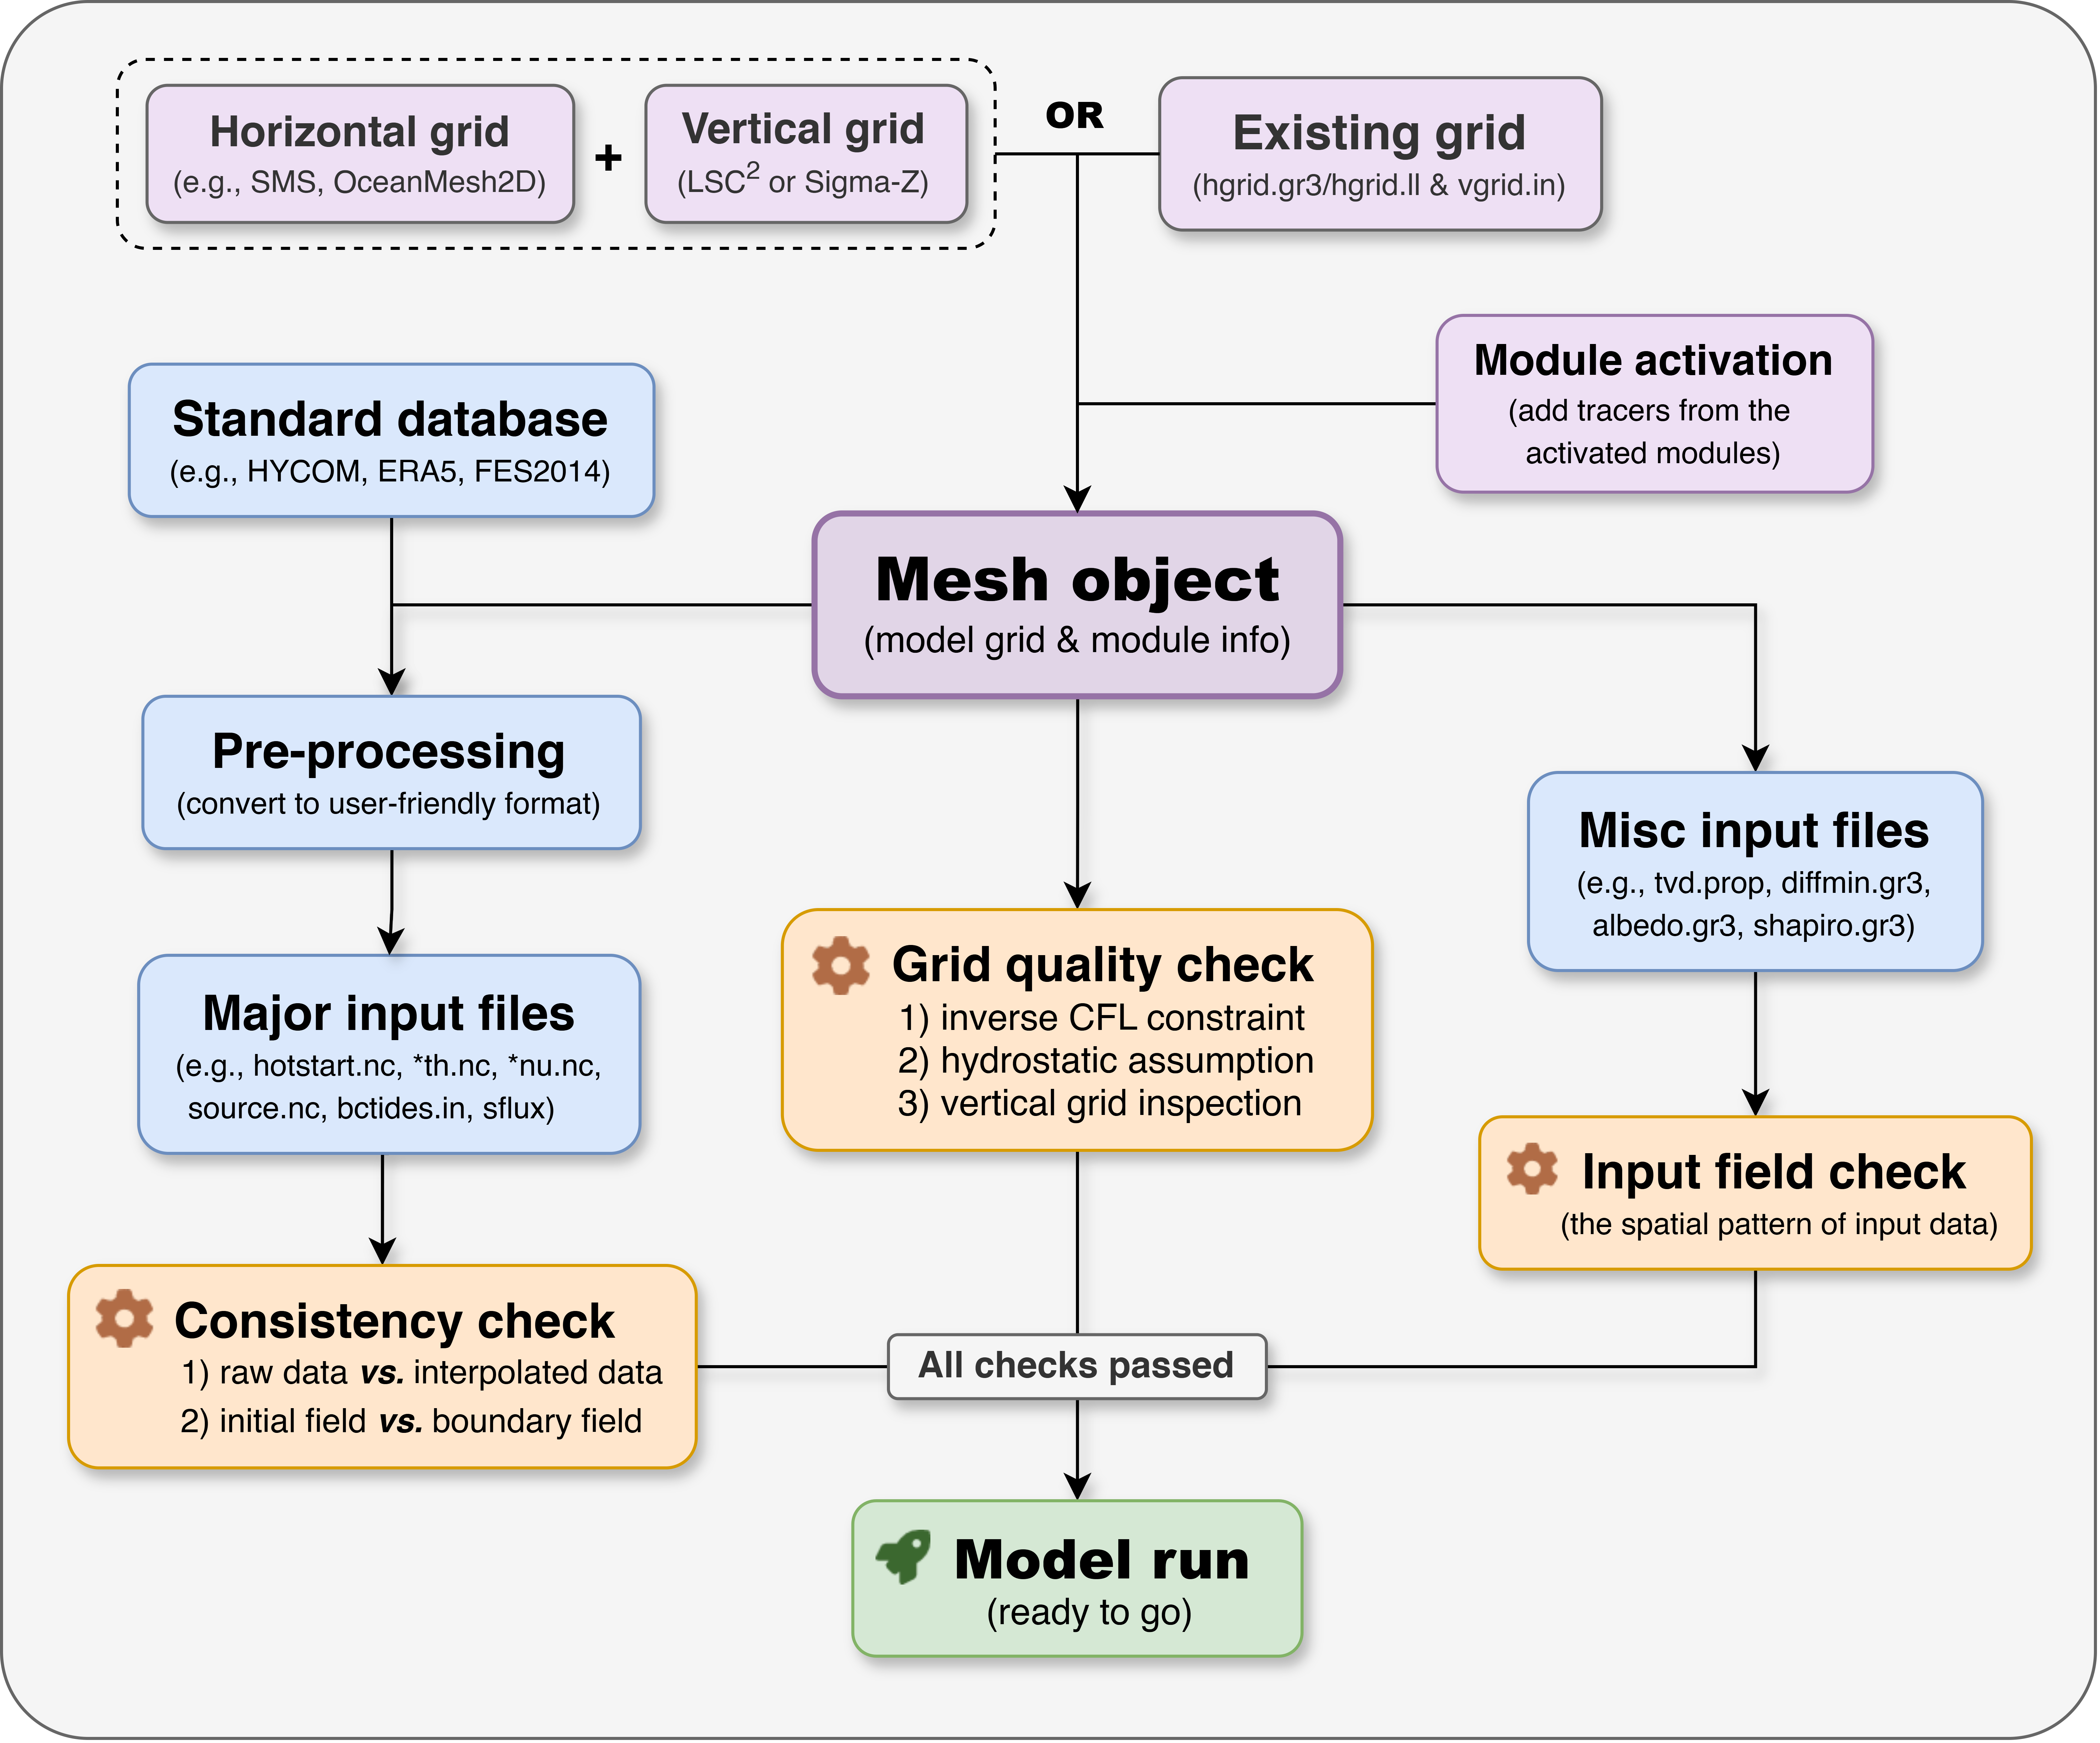 Horizontal grid
(e.g., SMS, OceanMesh2D)
+
Vertical grid
(LSC² or Sigma-Z)
OR
Existing grid
(hgrid.gr3/hgrid.ll & vgrid.in)
Module activation
(add tracers from the
activated modules)
Standard database
(e.g., HYCOM, ERA5, FES2014)
Mesh object
(model grid & module info)
Pre-processing
(convert to user-friendly format)
Misc input files
(e.g., tvd.prop, diffmin.gr3,
albedo.gr3, shapiro.gr3)
Major input files
(e.g., hotstart.nc, *th.nc, *nu.nc,
source.nc, bctides.in, sflux)
Grid quality check
1) inverse CFL constraint
2) hydrostatic assumption
3) vertical grid inspection
Input field check
(the spatial pattern of input data)
Consistency check
1) raw data vs. interpolated data
2) initial field vs. boundary field
All checks passed
Model run
(ready to go)